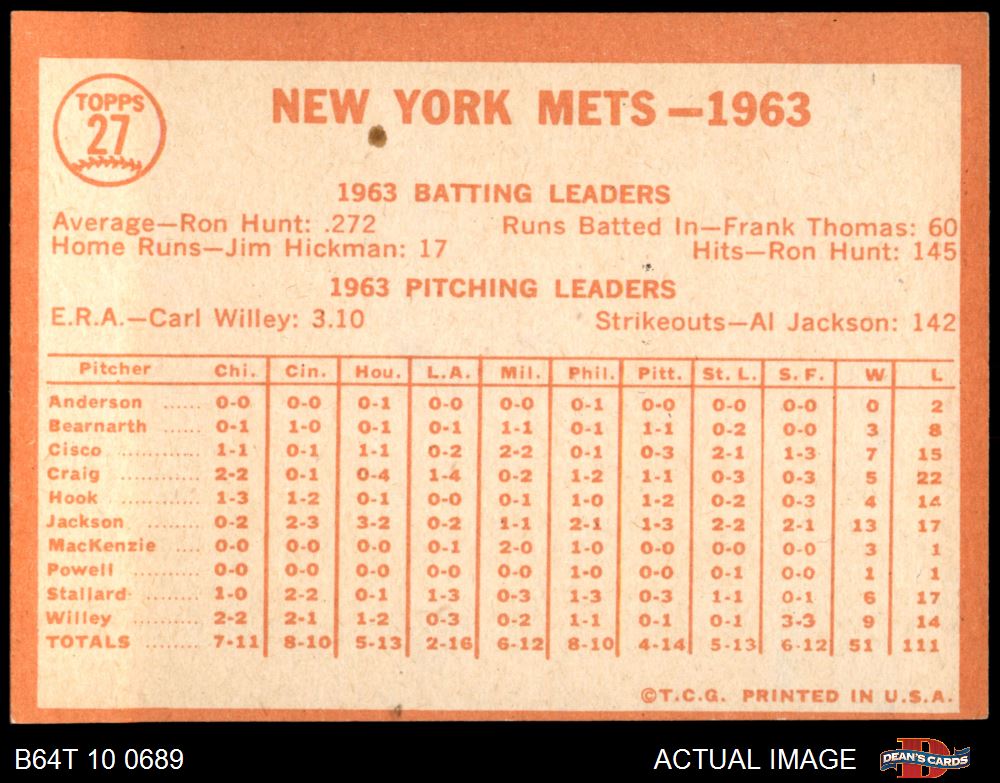 TOPPS
27
NEW YORK METS—1963
1963 BATTING LEADERS
Average—Ron Hunt: .272 Runs Batted In—Frank Thomas: 60
Home Runs—Jim Hickman: 17 Hits—Ron Hunt: 145
1963 PITCHING LEADERS
E.R.A.—Carl Willey: 3.10 Strikeouts—Al Jackson: 142
Pitcher Chi. Cin. Hou. L.A. Mil. Phil. Pitt. St. L. S. F. W L
Anderson ...... 0-0 0-0 0-1 0-0 0-0 0-1 0-0 0-0 0-0 0 2
Bearnarth ..... 0-1 1-0 0-1 0-1 1-1 0-1 1-1 0-2 0-0 3 8
Cisco ............ 1-1 0-1 1-1 0-2 2-2 0-1 0-3 2-1 1-3 7 15
Craig ............ 2-2 0-1 0-4 1-4 0-2 1-2 1-1 0-3 0-3 5 22
Hook ............ 1-3 1-2 0-1 0-0 0-1 1-0 1-2 0-2 0-3 4 14
Jackson ........ 0-2 2-3 3-2 0-2 1-1 2-1 1-3 2-2 2-1 13 17
MacKenzie .... 0-0 0-0 0-0 0-1 2-0 1-0 0-0 0-0 0-0 3 1
Powell .......... 0-0 0-0 0-0 0-0 0-0 1-0 0-0 0-1 0-0 1 1
Stallard ........ 1-0 2-2 0-1 1-3 0-3 1-3 0-3 1-1 0-1 6 17
Willey .......... 2-2 2-1 1-2 0-3 0-2 1-1 0-1 0-1 3-3 9 14
TOTALS ........ 7-11 8-10 5-13 2-16 6-12 8-10 4-14 5-13 6-12 51 111
©T.C.G. PRINTED IN U.S.A.
B64T 10 0689 ACTUAL IMAGE DEAN'S CARDS